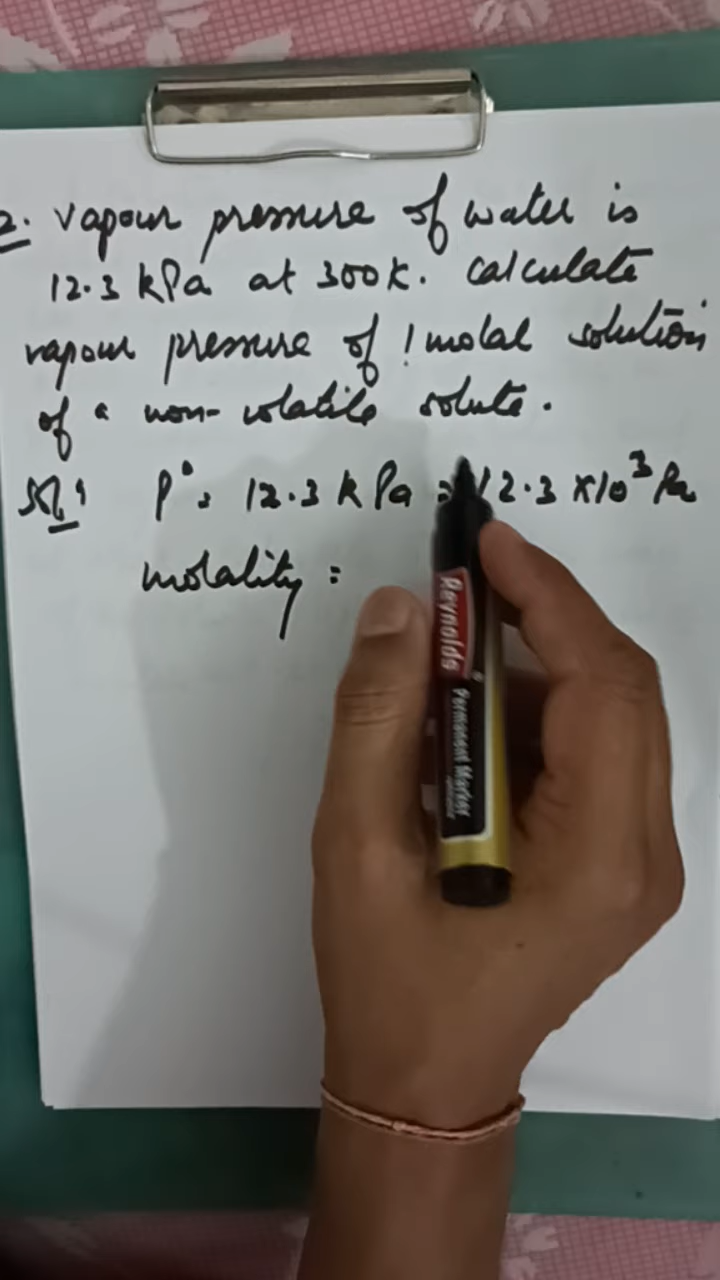 2. vapour pressure of water is
12.3 kPa at 300K. calculate
vapour pressure of 1 molal solution
of a non-volatile solute.
Sol: P° = 12.3 kPa = 12.3 ×10³ Pa
molality =
Reynolds
Permanent Marker